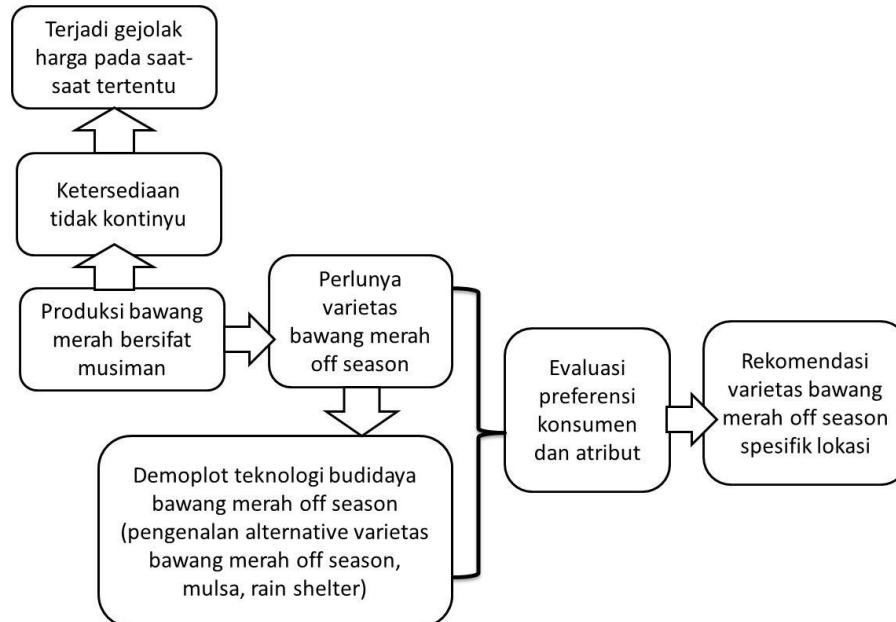 Terjadi gejolak
harga pada saat-
saat tertentu
Ketersediaan
tidak kontinyu
Produksi bawang
merah bersifat
musiman
Perlunya
varietas
bawang merah
off season
Demoplot teknologi budidaya
bawang merah off season
(pengenalan alternative varietas
bawang merah off season,
mulsa, rain shelter)
Evaluasi
preferensi
konsumen
dan atribut
Rekomendasi
varietas bawang
merah off season
spesifik lokasi